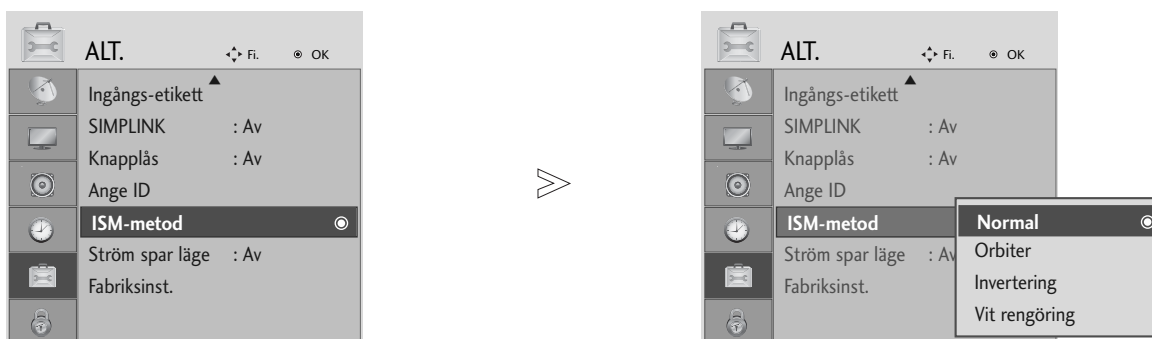 ALT. Fi. OK
Ingångs-etikett
SIMPLINK : Av
Knapplås : Av
Ange ID
ISM-metod
Ström spar läge : Av
Fabriksinst.
ALT. Fi. OK
Ingångs-etikett
SIMPLINK : Av
Knapplås : Av
Ange ID
ISM-metod
Ström spar läge : Av
Fabriksinst.
Normal
Orbiter
Invertering
Vit rengöring